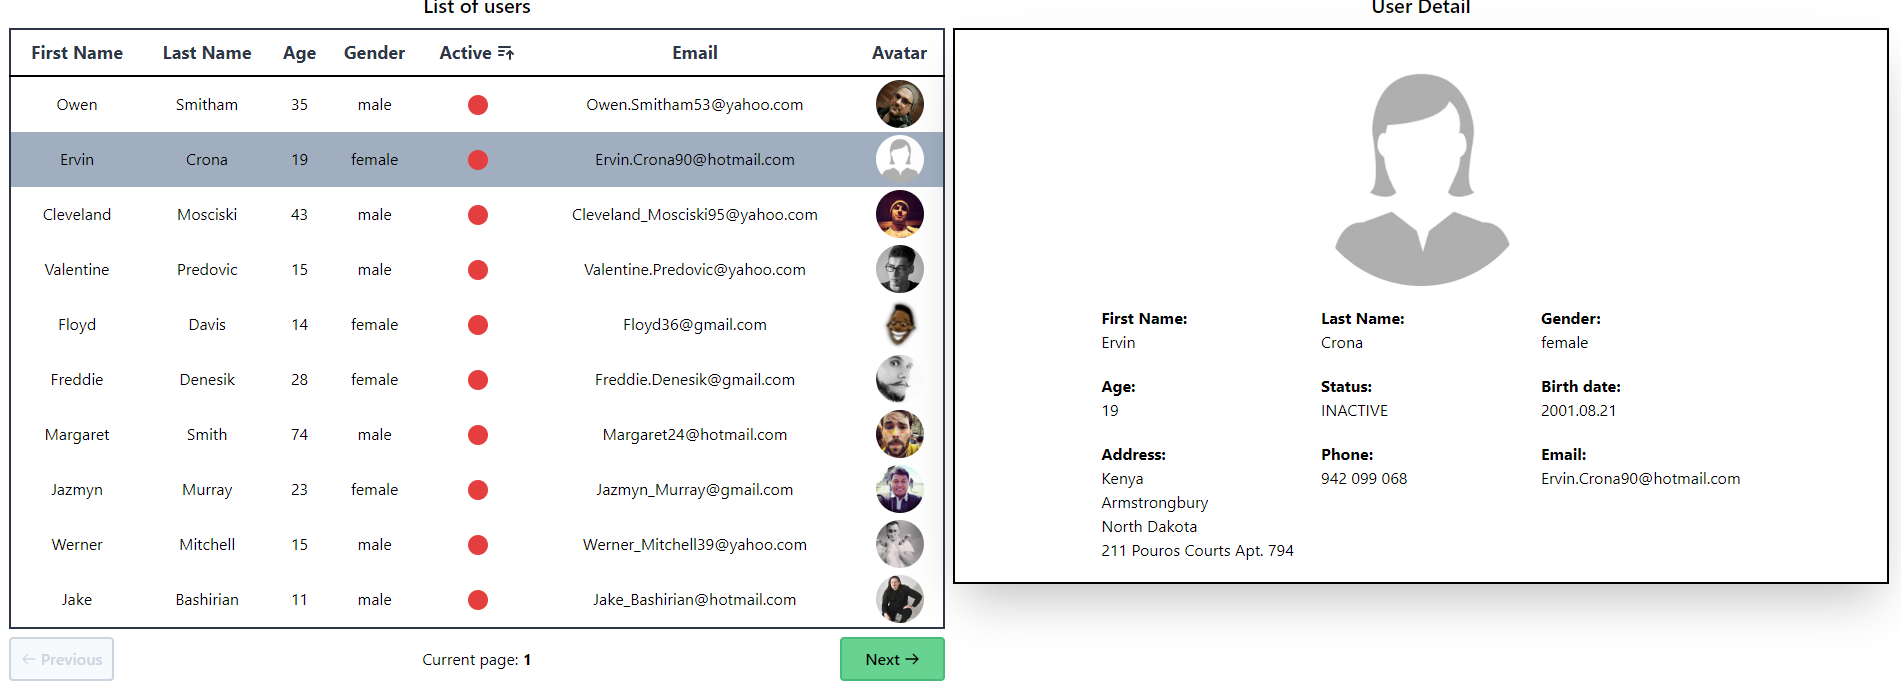 List of users
First Name Last Name Age Gender Active Email Avatar
Owen Smitham 35 male Owen.Smitham53@yahoo.com
Ervin Crona 19 female Ervin.Crona90@hotmail.com
Cleveland Mosciski 43 male Cleveland_Mosciski95@yahoo.com
Valentine Predovic 15 male Valentine.Predovic@yahoo.com
Floyd Davis 14 female Floyd36@gmail.com
Freddie Denesik 28 female Freddie.Denesik@gmail.com
Margaret Smith 74 male Margaret24@hotmail.com
Jazmyn Murray 23 female Jazmyn_Murray@gmail.com
Werner Mitchell 15 male Werner_Mitchell39@yahoo.com
Jake Bashirian 11 male Jake_Bashirian@hotmail.com
← Previous Current page: 1 Next →
User Detail
First Name: Last Name: Gender:
Ervin Crona female
Age: Status: Birth date:
19 INACTIVE 2001.08.21
Address: Phone: Email:
Kenya 942 099 068 Ervin.Crona90@hotmail.com
Armstrongbury
North Dakota
211 Pouros Courts Apt. 794